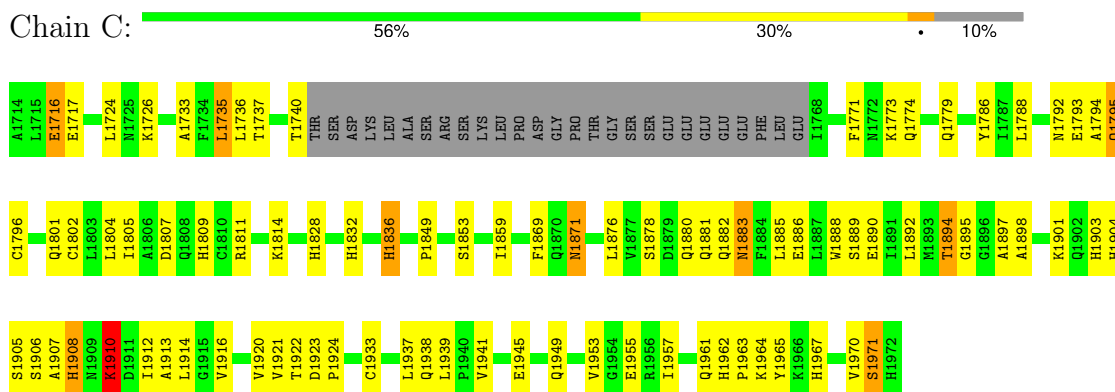 Chain C:
56% 30% • 10%
A1714 L1715 E1716 E1717 L1724 N1725 K1726 A1733 F1734 L1735 L1736 T1737 T1740 THR SER ASP LYS LEU ALA SER ARG SER LYS LEU PRO ASP GLY PRO THR GLY SER SER GLU GLU GLU GLU GLU PHE LEU GLU I1768 F1771 N1772 K1773 Q1774 Q1779 Y1786 I1787 L1788 N1792 E1793 A1794
C1796 Q1801 C1802 L1803 L1804 I1805 A1806 D1807 Q1808 H1809 C1810 R1811 K1814 H1828 H1832 H1836 P1849 S1853 I1859 F1869 Q1870 N1871 L1876 V1877 S1878 D1879 Q1880 Q1881 Q1882 N1883 F1884 L1885 E1886 L1887 W1888 S1889 E1890 I1891 L1892 M1893 T1894 G1895 G1896 A1897 A1898 K1901 Q1902 H1903
S1905 S1906 A1907 H1908 N1909 K1910 D1911 I1912 A1913 L1914 G1915 V1916 V1920 V1921 T1922 D1923 P1924 C1933 L1937 Q1938 L1939 P1940 V1941 E1945 Q1949 V1953 G1954 E1955 R1956 I1957 Q1961 H1962 P1963 K1964 Y1965 K1966 H1967 V1970 S1971 H1972